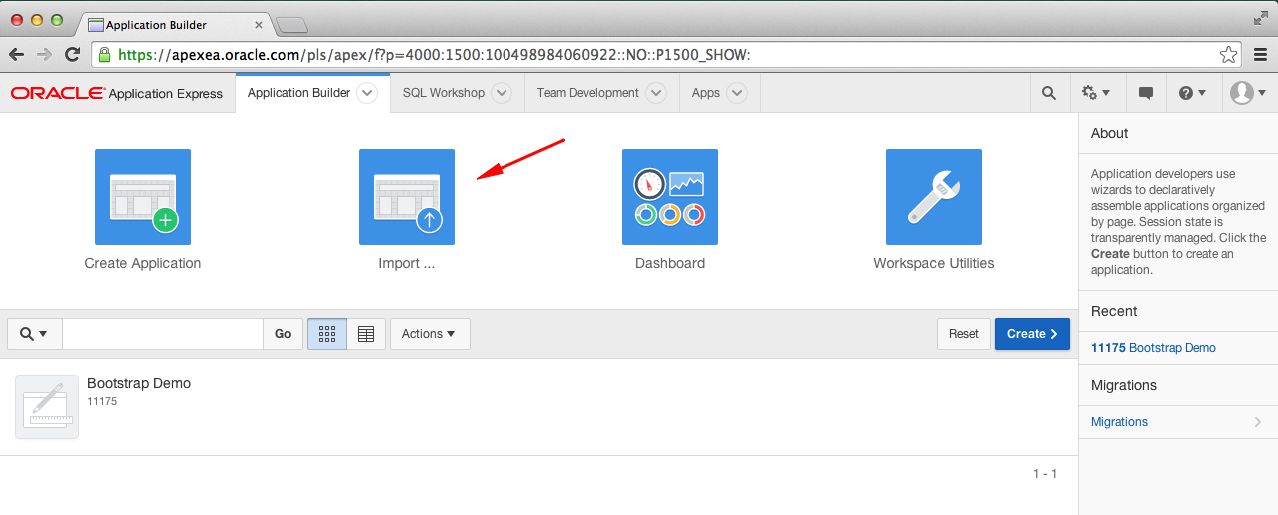 Application Builder
https://apexea.oracle.com/pls/apex/f?p=4000:1500:100498984060922::NO::P1500_SHOW:
ORACLE Application Express
Application Builder
SQL Workshop
Team Development
Apps
Create Application
Import ...
Dashboard
Workspace Utilities
Go
Actions
Reset
Create
Bootstrap Demo
11175
1 - 1
About
Application developers use
wizards to declaratively
assemble applications organized
by page. Session state is
transparently managed. Click the
Create button to create an
application.
Recent
11175 Bootstrap Demo
Migrations
Migrations